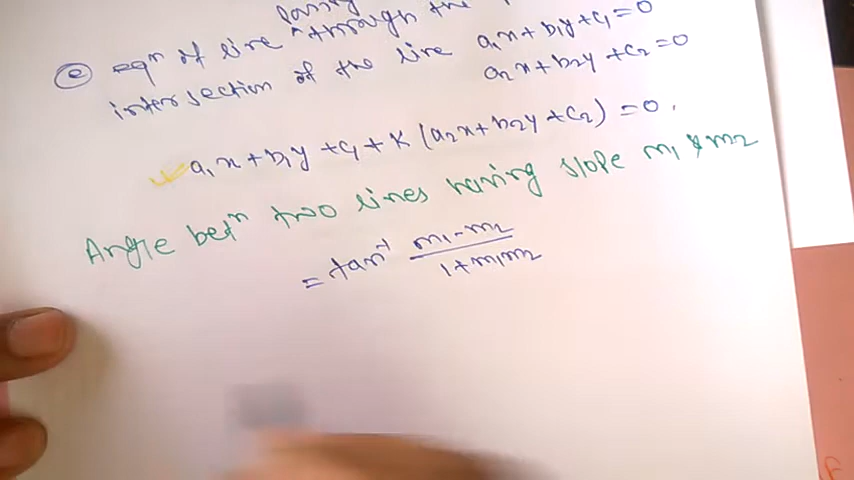 passing
(e) eqn of line ^ through the
intersection of the line a1x+b1y+c1=0
a2x+b2y+c2=0
a1x+b1y+c1+K(a2x+b2y+c2)=0.
Angle betn two lines having slope m1 & m2
= tan⁻¹ (m1-m2)/(1+m1m2)